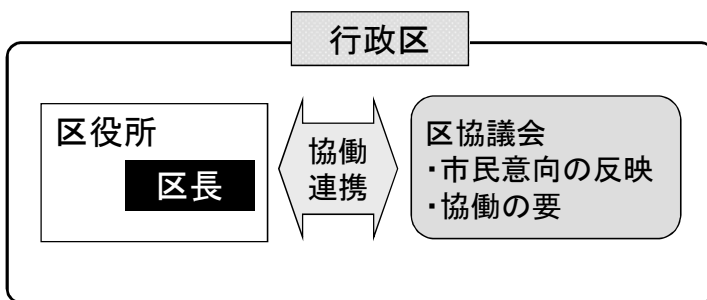 行政区
区役所
区長
協働
連携
区協議会
・市民意向の反映
・協働の要